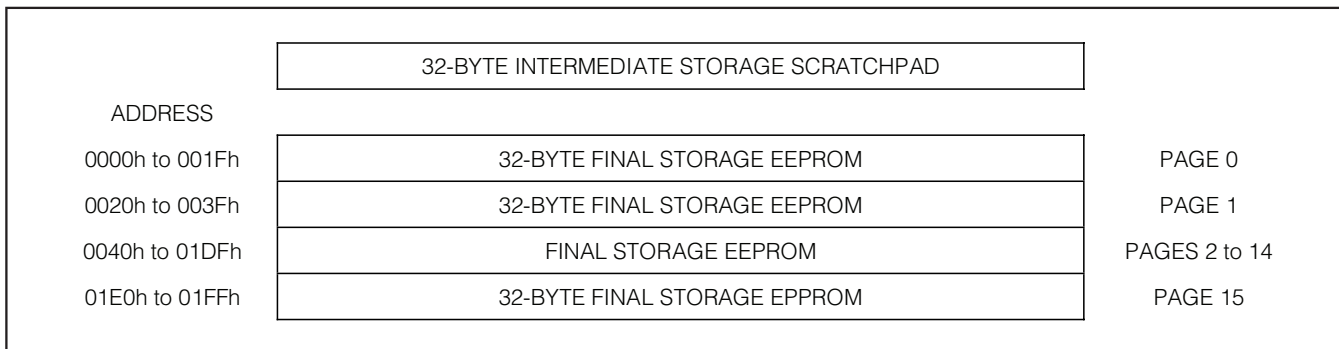 32-BYTE INTERMEDIATE STORAGE SCRATCHPAD
ADDRESS
0000h to 001Fh 32-BYTE FINAL STORAGE EEPROM PAGE 0
0020h to 003Fh 32-BYTE FINAL STORAGE EEPROM PAGE 1
0040h to 01DFh FINAL STORAGE EEPROM PAGES 2 to 14
01E0h to 01FFh 32-BYTE FINAL STORAGE EPPROM PAGE 15